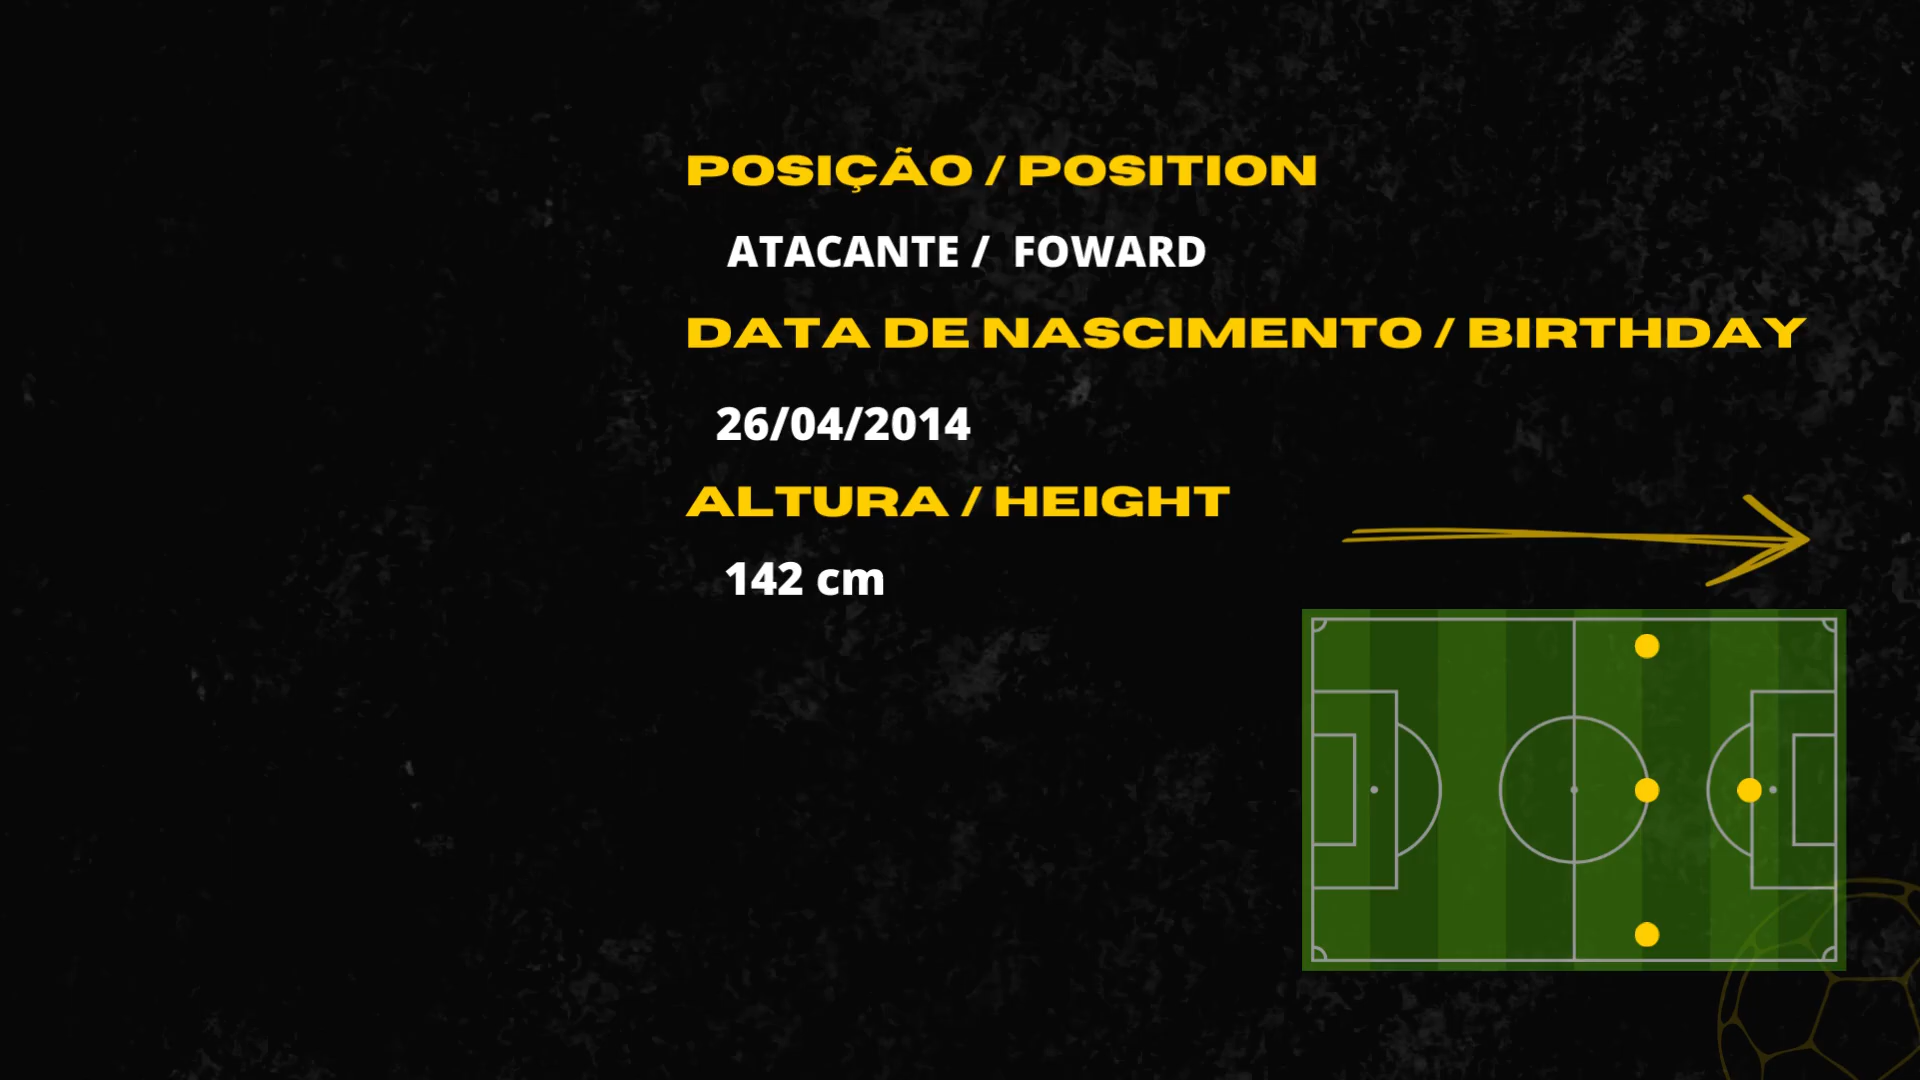 POSIÇÃO / POSITION
ATACANTE / FOWARD
DATA DE NASCIMENTO / BIRTHDAY
26/04/2014
ALTURA / HEIGHT
142 cm